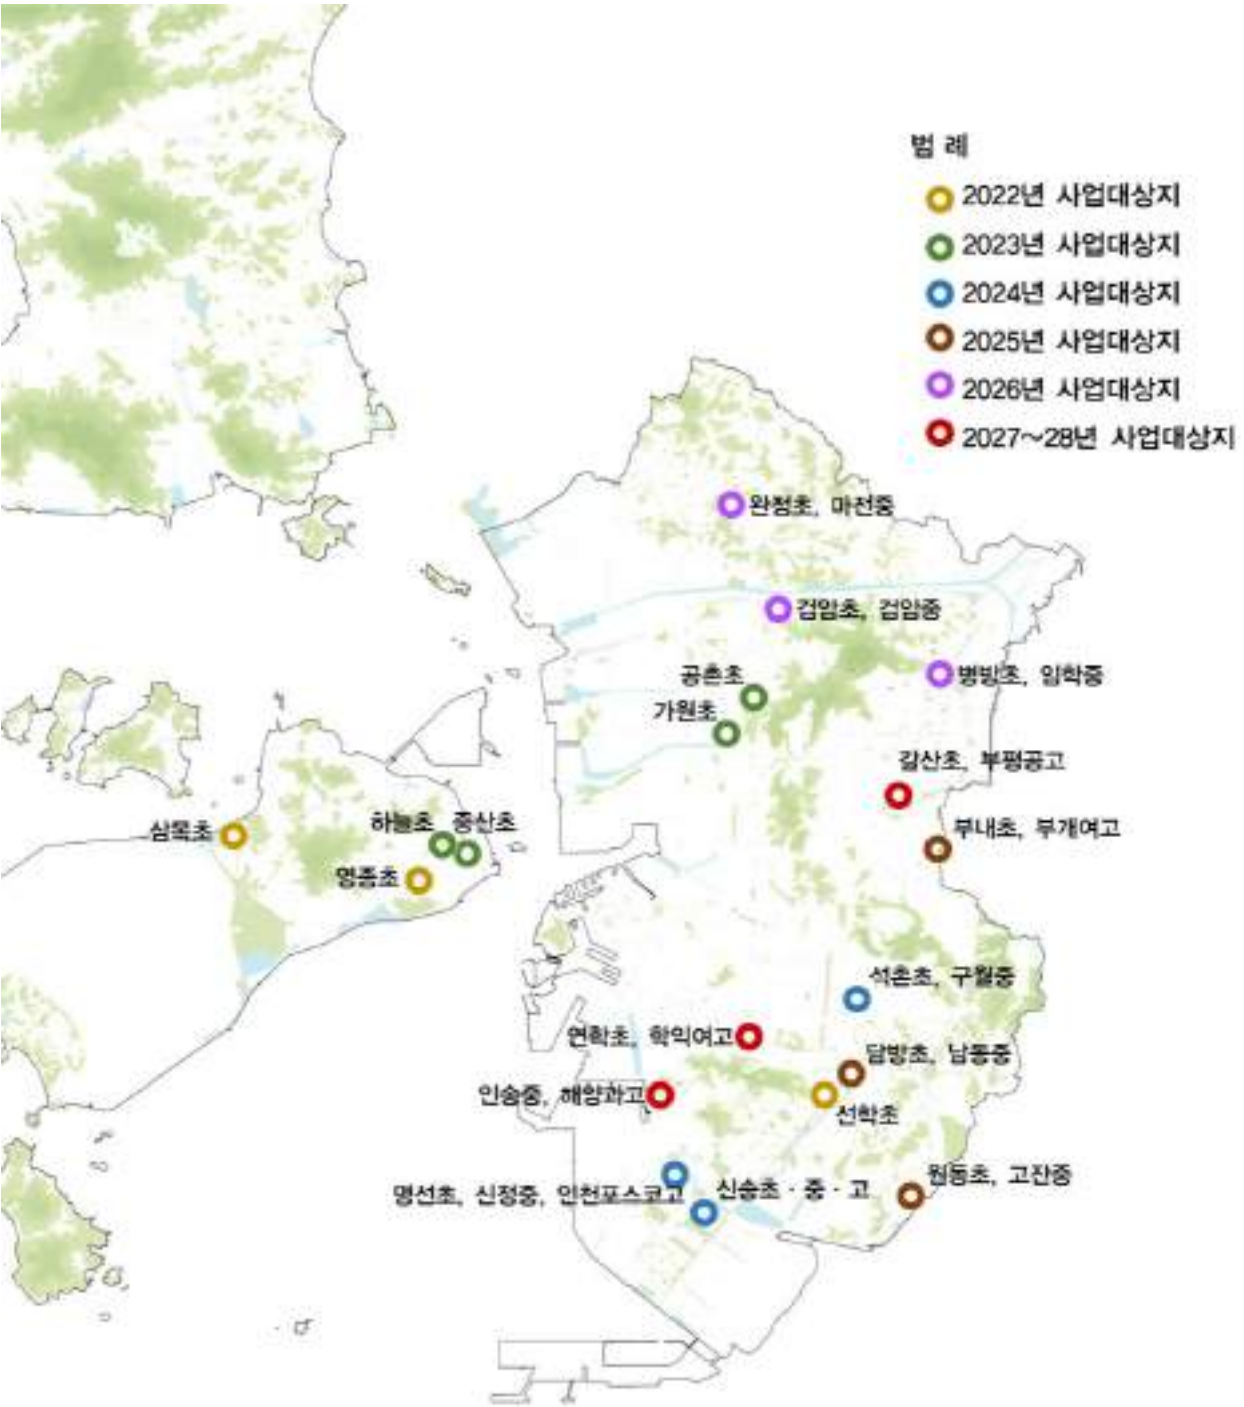 범 례
2022년 사업대상지
2023년 사업대상지
2024년 사업대상지
2025년 사업대상지
2026년 사업대상지
2027~28년 사업대상지
완정초, 마전중
검암초, 검암중
공촌초
병방초, 임학중
가원초
갈산초, 부평공고
삼목초
하늘초 중산초
부내초, 부개여고
영종초
석촌초, 구월중
연학초, 학익여고
담방초, 남동중
인송중, 해양과고
선학초
명선초, 신정중, 인천포스코고
신송초·중·고
원동초, 고잔중